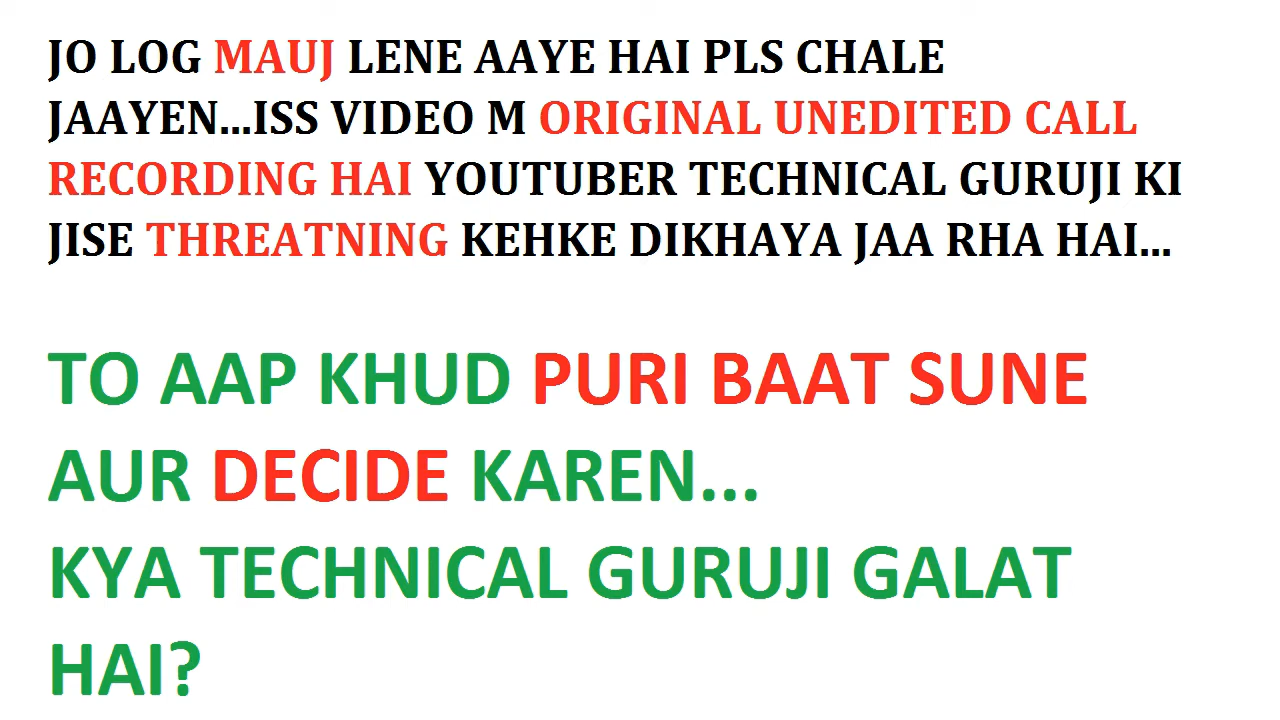 JO LOG MAUJ LENE AAYE HAI PLS CHALE
JAAYEN...ISS VIDEO M ORIGINAL UNEDITED CALL
RECORDING HAI YOUTUBER TECHNICAL GURUJI KI
JISE THREATNING KEHKE DIKHAYA JAA RHA HAI...
TO AAP KHUD PURI BAAT SUNE
AUR DECIDE KAREN...
KYA TECHNICAL GURUJI GALAT
HAI?